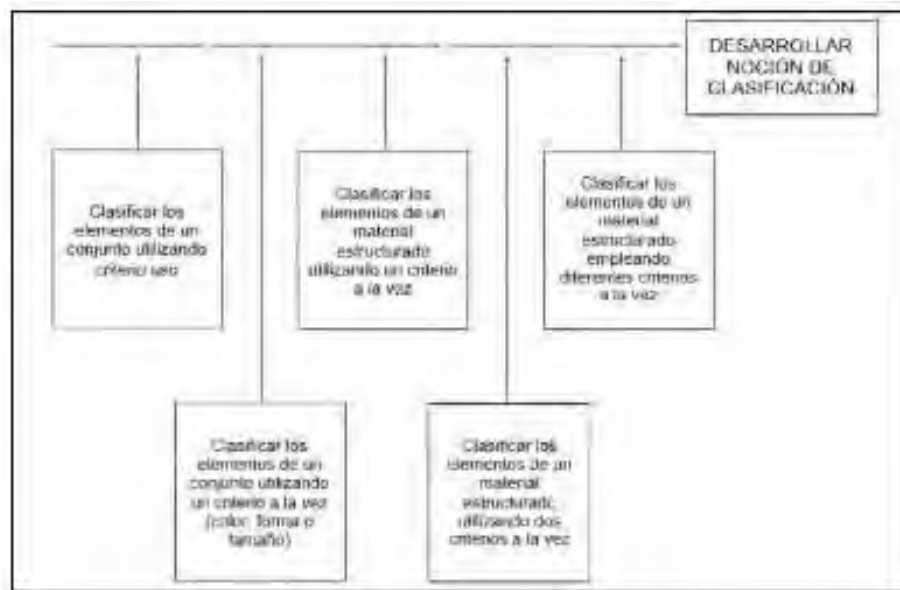 DESARROLLAR
NOCIÓN DE
CLASIFICACIÓN
Clasificar los
elementos de un
conjunto utilizando
criterio uso
Clasificar los
elementos de un
material
estructurado
utilizando un criterio
a la vez
Clasificar los
elementos de un
material
estructurado
empleando
diferentes criterios
a la vez
Clasificar los
elementos de un
conjunto utilizando
un criterio a la vez
(color, forma o
tamaño)
Clasificar los
elementos de un
material
estructurado
utilizando dos
criterios a la vez